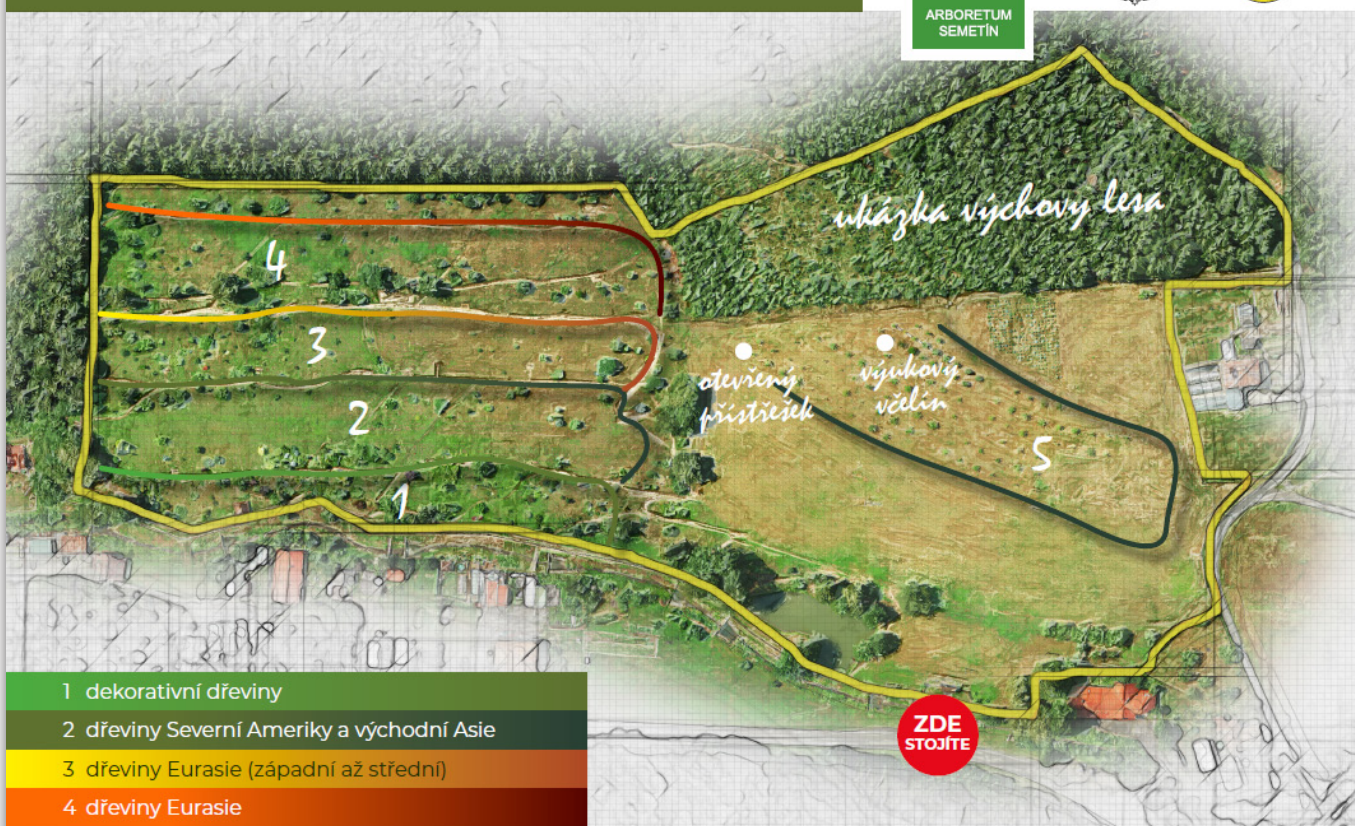 ARBORETUM
SEMETÍN
ukázka výchovy lesa
4
3
otevřený
přístřešek
výukový
včelín
2
5
1
1 dekorativní dřeviny
2 dřeviny Severní Ameriky a východní Asie
3 dřeviny Eurasie (západní až střední)
4 dřeviny Eurasie
ZDE
STOJÍTE